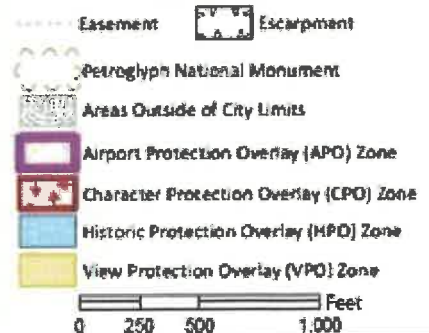 Easement Escarpment
Petroglyph National Monument
Areas Outside of City Limits
Airport Protection Overlay (APO) Zone
Character Protection Overlay (CPO) Zone
Historic Protection Overlay (HPO) Zone
View Protection Overlay (VPO) Zone
Feet
0 250 500 1,000